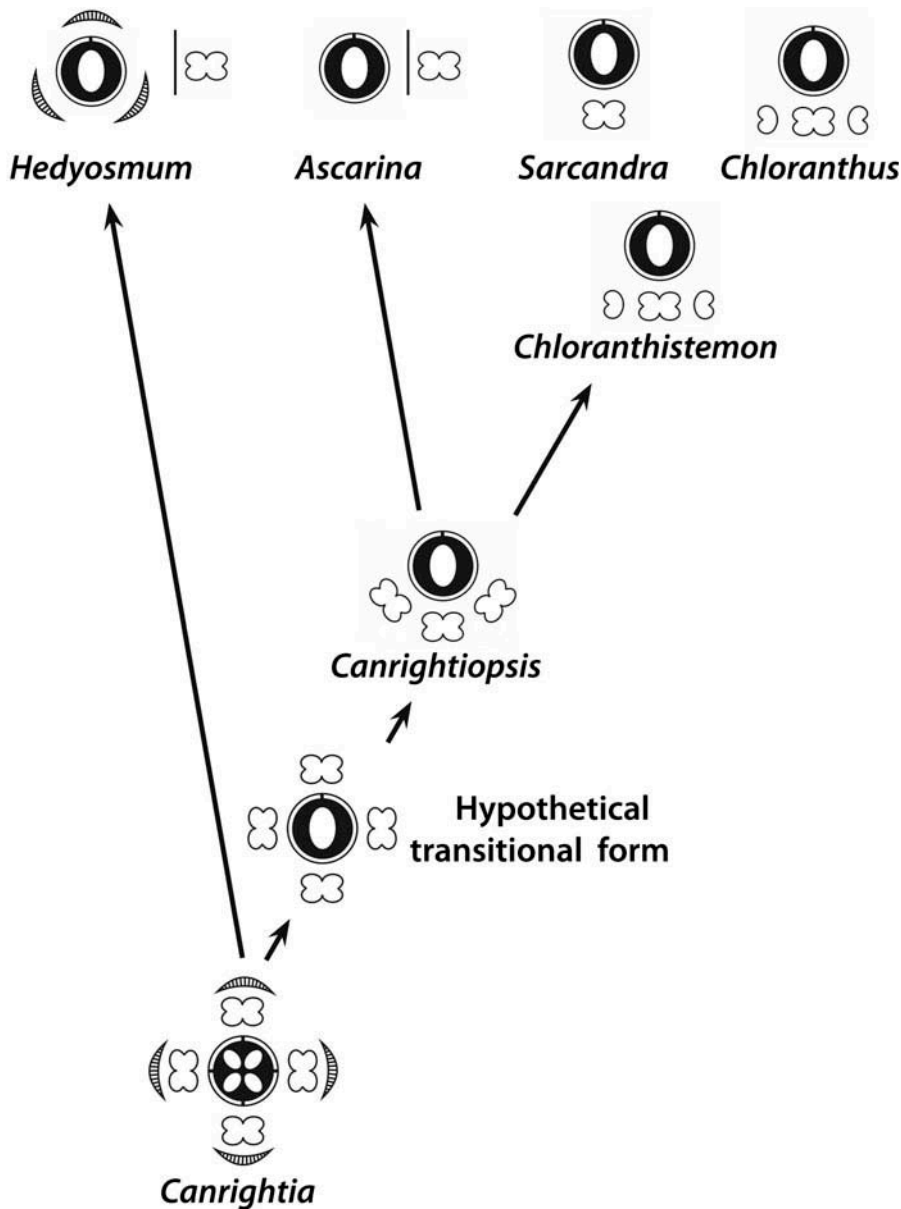 Hedyosmum
Ascarina
Sarcandra
Chloranthus
Chloranthistemon
Canrightiopsis
Hypothetical
transitional form
Canrightia